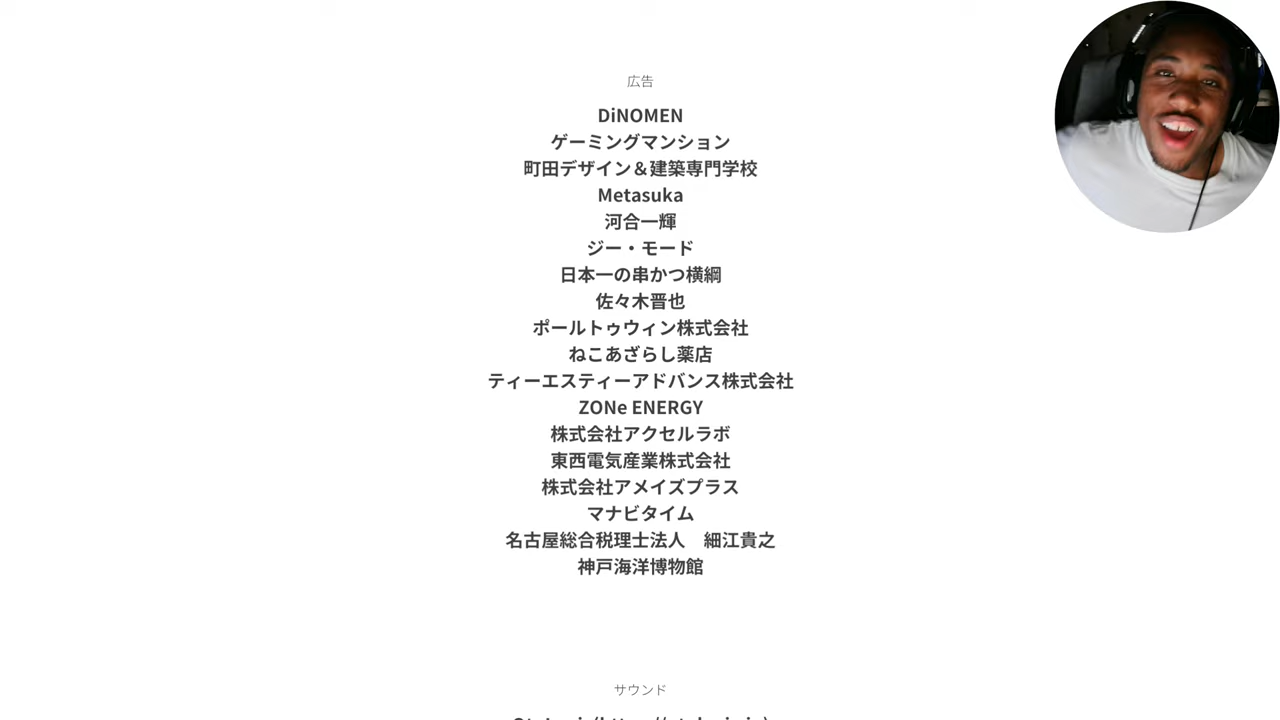 広告
DiNOMEN
ゲーミングマンション
町田デザイン＆建築専門学校
Metasuka
河合一輝
ジー・モード
日本一の串かつ横綱
佐々木晋也
ポールトゥウィン株式会社
ねこあざらし薬店
ティーエスティーアドバンス株式会社
ZONe ENERGY
株式会社アクセルラボ
東西電気産業株式会社
株式会社アメイズプラス
マナビタイム
名古屋総合税理士法人　細江貴之
神戸海洋博物館
サウンド